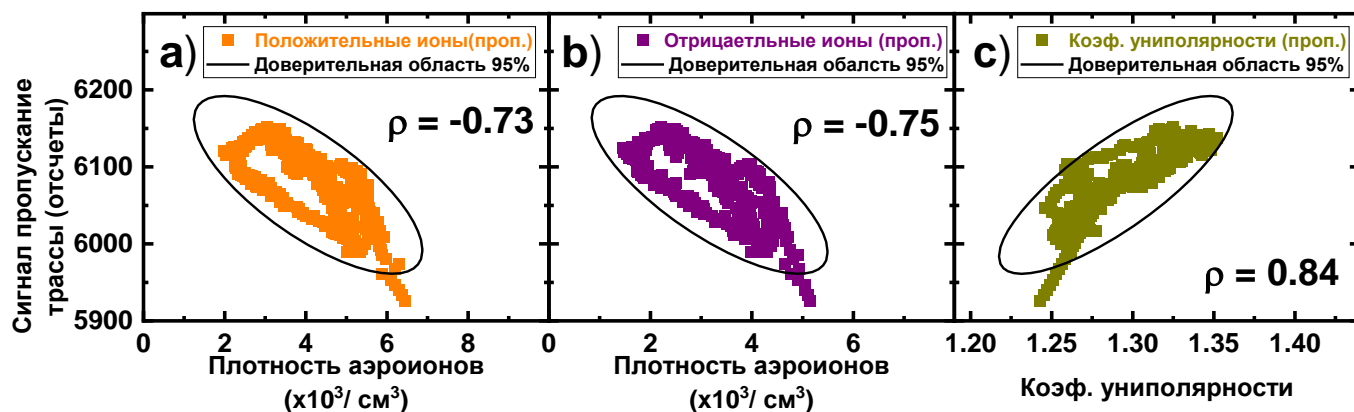 Сигнал пропускание
трассы (отсчеты)
6200
6100
6000
5900
a)
Положительные ионы(проп.)
Доверительная область 95%
ρ = -0.73
0 2 4 6
Плотность аэроионов
(x10³/ см³)
b)
Отрицаетльные ионы (проп.)
Доверительная обалсть 95%
ρ = -0.75
0 2 4 6
Плотность аэроионов
(x10³/ см³)
c)
Коэф. униполярности (проп.)
Доверительная область 95%
ρ = 0.84
1.20 1.25 1.30 1.35 1.40
Коэф. униполярности